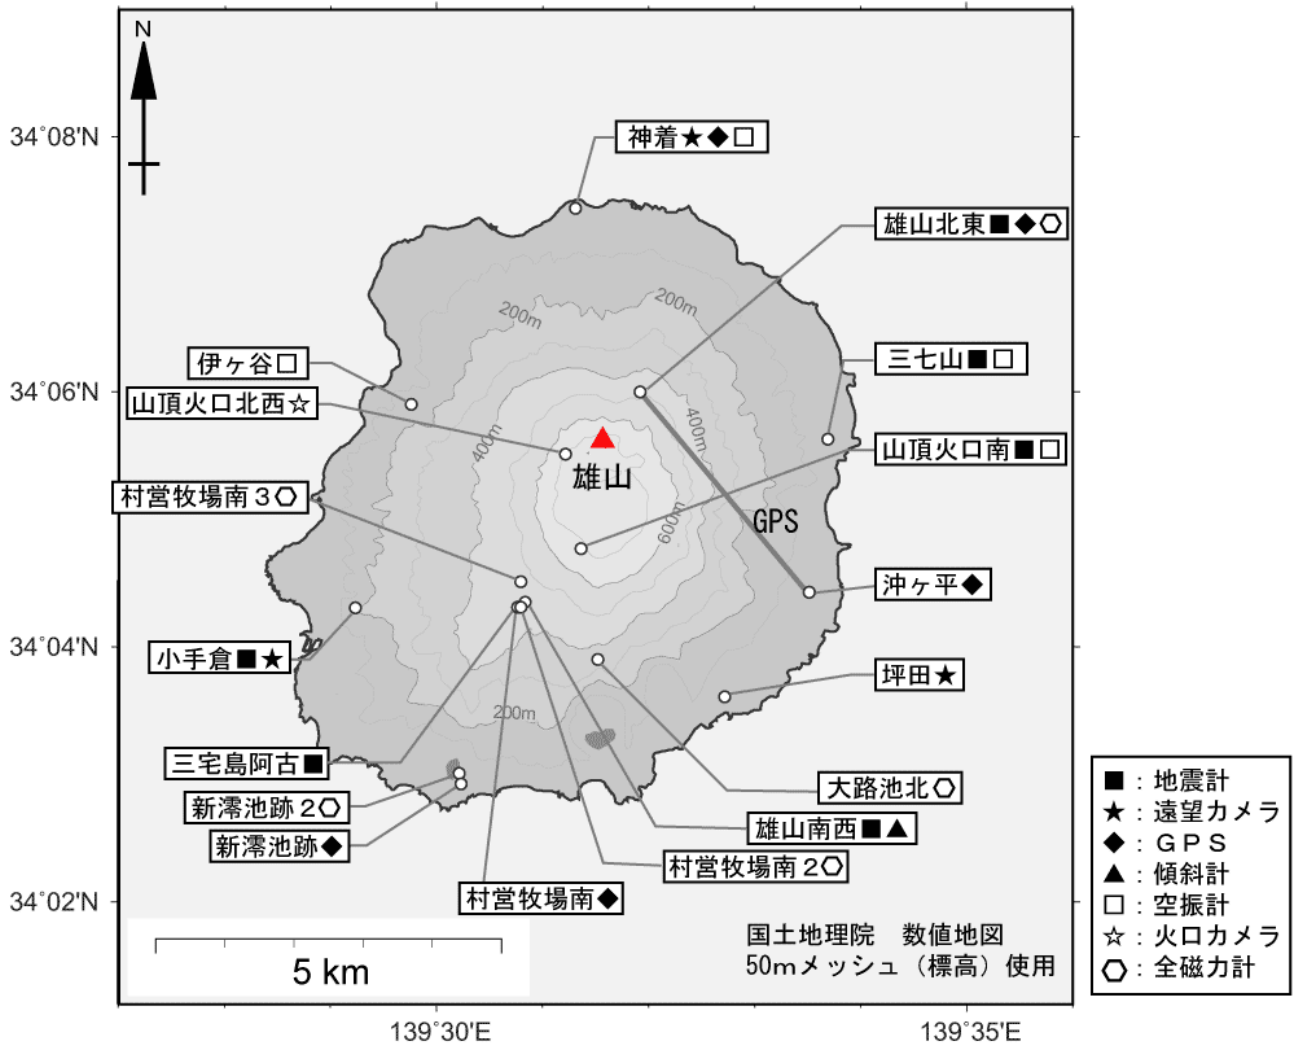 N
34°08'N
神着★◆□
雄山北東■◆⬡
200m
200m
三七山■□
伊ヶ谷□
34°06'N
山頂火口北西☆
400m
400m
山頂火口南■□
雄山
村営牧場南3⬡
600m
GPS
沖ヶ平◆
34°04'N
小手倉■★
坪田★
200m
三宅島阿古■
大路池北⬡
新澪池跡2⬡
雄山南西■▲
新澪池跡◆
村営牧場南2⬡
村営牧場南◆
34°02'N
5 km
国土地理院 数値地図
50mメッシュ(標高)使用
139°30'E
139°35'E
■:地震計
★:遠望カメラ
◆:GPS
▲:傾斜計
□:空振計
☆:火口カメラ
⬡:全磁力計